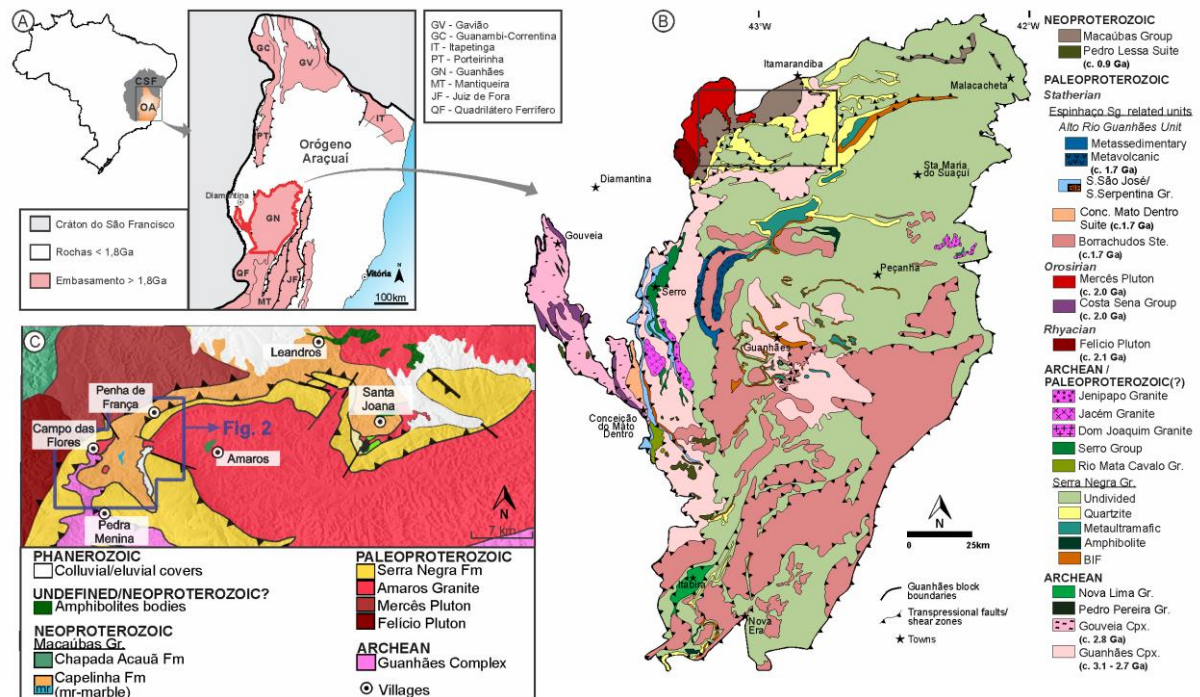 A
CSF
OA
GC
GV
IT
PT
Orógeno
Araçuaí
Diamantina
GN
QF
MT
JF
Vitória
N
100km
GV - Gavião
GC - Guanambi-Correntina
IT - Itapetinga
PT - Porteirinha
GN - Guanhães
MT - Mantiqueira
JF - Juiz de Fora
QF - Quadrilátero Ferrífero
Cráton do São Francisco
Rochas < 1,8Ga
Embasamento > 1,8Ga
B
43°W
42°W
Itamarandiba
Malacacheta
Diamantina
Sta Maria
do Suaçuí
Gouveia
Serro
Peçanha
Guanhães
Conceição
do Mato
Dentro
Itabira
Nova
Era
N
0
25km
Guanhães block
boundaries
Transpressional faults/
shear zones
Towns
NEOPROTEROZOIC
Macaúbas Group
Pedro Lessa Suite
(c. 0.9 Ga)
PALEOPROTEROZOIC
Statherian
Espinhaço Sg. related units
Alto Rio Guanhães Unit
Metassedimentary
Metavolcanic
(c. 1.7 Ga)
S.São José/
S.Serpentina Gr.
Conc. Mato Dentro
Suite (c.1.7 Ga)
Borrachudos Ste.
(c.1.7 Ga)
Orosirian
Mercês Pluton
(c. 2.0 Ga)
Costa Sena Group
(c. 2.0 Ga)
Rhyacian
Felício Pluton
(c. 2.1 Ga)
ARCHEAN /
PALEOPROTEROZOIC(?)
Jenipapo Granite
Jacém Granite
Dom Joaquim Granite
Serro Group
Rio Mata Cavalo Gr.
Serra Negra Gr.
Undivided
Quartzite
Metaultramafic
Amphibolite
BIF
ARCHEAN
Nova Lima Gr.
Pedro Pereira Gr.
Gouveia Cpx.
(c. 2.8 Ga)
Guanhães Cpx.
(c. 3.1 - 2.7 Ga)
C
Leandros
Penha de
França
Santa
Joana
Campo das
Flores
Fig. 2
Amaros
Pedra
Menina
N
7 km
PHANEROZOIC
Colluvial/eluvial covers
UNDEFINED/NEOPROTEROZOIC?
Amphibolites bodies
NEOPROTEROZOIC
Macaúbas Gr.
Chapada Acauã Fm
Capelinha Fm
mr
(mr-marble)
PALEOPROTEROZOIC
Serra Negra Fm
Amaros Granite
Mercês Pluton
Felício Pluton
ARCHEAN
Guanhães Complex
Villages